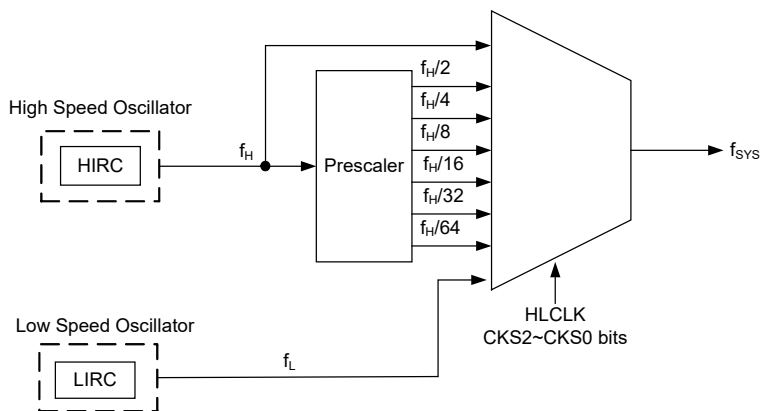 High Speed Oscillator
HIRC
fH
Prescaler
fH/2
fH/4
fH/8
fH/16
fH/32
fH/64
fSYS
HLCLK
CKS2~CKS0 bits
Low Speed Oscillator
LIRC
fL